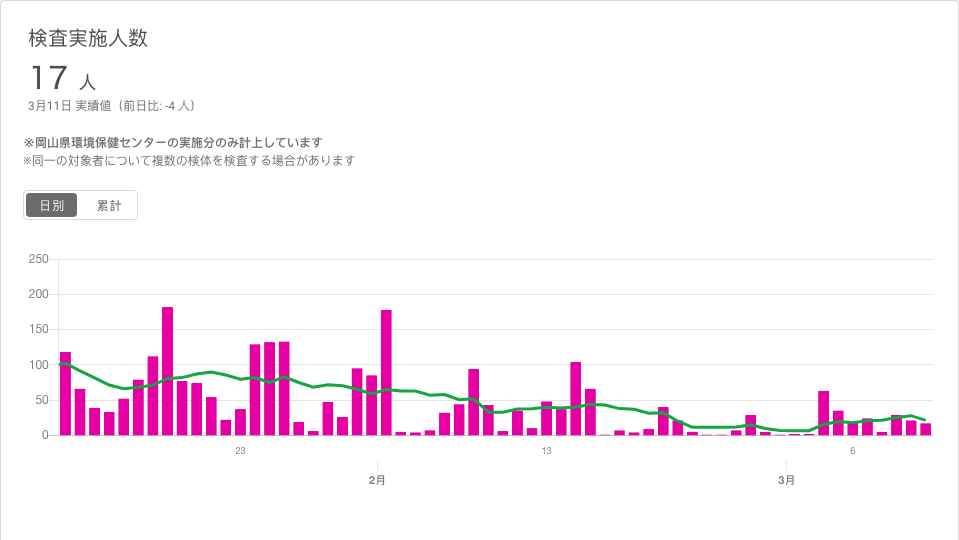 検査実施人数
17 人
3月11日 実績値（前日比: -4 人）
※岡山県環境保健センターの実施分のみ計上しています
※同一の対象者について複数の検体を検査する場合があります
日別 累計
250
200
150
100
50
0
23 13 6
2月 3月